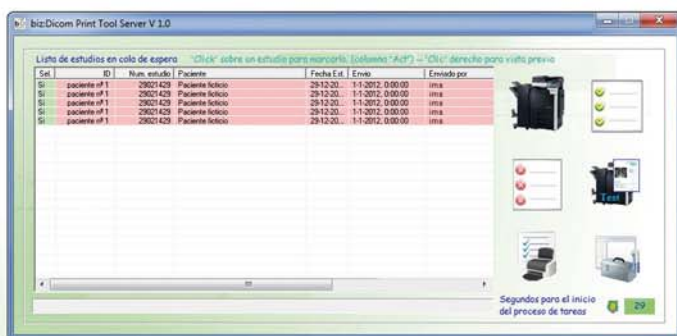 biz:Dicom Print Tool Server V 1.0
Lista de estudios en cola de espera "Click" sobre un estudio para marcarlo. (columna "Act") - "Clic" derecho para vista previa
Sel. ID Num. estudio Paciente Fecha Est. Envio Enviado por
Si paciente nº 1 29021429 Paciente ficticio 29-12-20... 1-1-2012, 0:00:00 ims
Si paciente nº 1 29021429 Paciente ficticio 29-12-20... 1-1-2012, 0:00:00 ims
Si paciente nº 1 29021429 Paciente ficticio 29-12-20... 1-1-2012, 0:00:00 ims
Si paciente nº 1 29021429 Paciente ficticio 29-12-20... 1-1-2012, 0:00:00 ims
Si paciente nº 1 29021429 Paciente ficticio 29-12-20... 1-1-2012, 0:00:00 ims
Test
Segundos para el inicio
del proceso de tareas
29